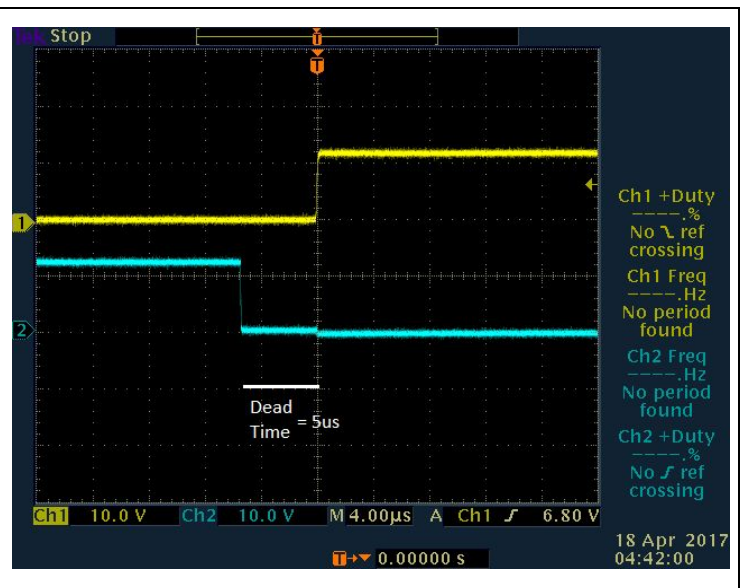 Tek Stop
T
T
1
2
Ch1 +Duty
----.%
No ㄟ ref
crossing
Ch1 Freq
----.Hz
No period
found
Ch2 Freq
----.Hz
No period
found
Ch2 +Duty
----.%
No ∫ ref
crossing
Dead
Time = 5us
Ch1 10.0 V Ch2 10.0 V M 4.00µs A Ch1 ∫ 6.80 V
T→▼ 0.00000 s
18 Apr 2017
04:42:00